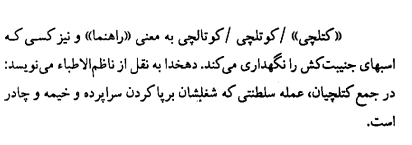 «کتلچی» /کوتلچی /کوتالچی به معنی «راهنما» و نیز کسی که
اسبهای جنیبت‌کش را نگهداری می‌کند. دهخدا به نقل از ناظم‌الاطباء می‌نویسد:
در جمع کتلچیان، عمله سلطنتی که شغلشان برپا کردن سراپرده و خیمه و چادر
است.